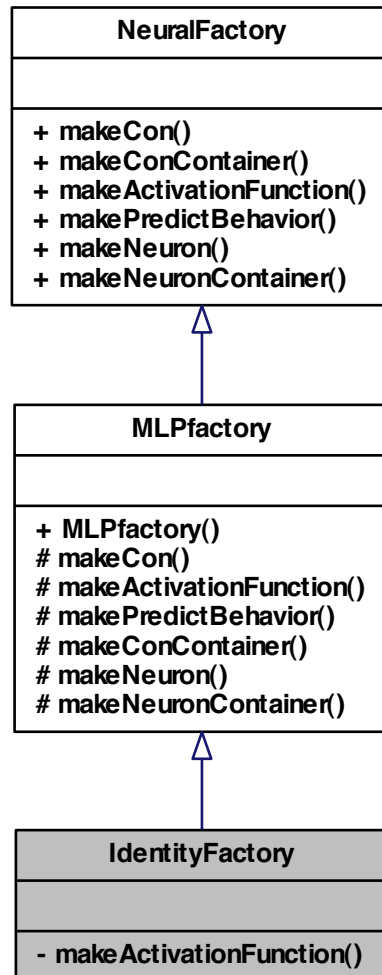 NeuralFactory
+ makeCon()
+ makeConContainer()
+ makeActivationFunction()
+ makePredictBehavior()
+ makeNeuron()
+ makeNeuronContainer()
MLPfactory
+ MLPfactory()
# makeCon()
# makeActivationFunction()
# makePredictBehavior()
# makeConContainer()
# makeNeuron()
# makeNeuronContainer()
IdentityFactory
- makeActivationFunction()